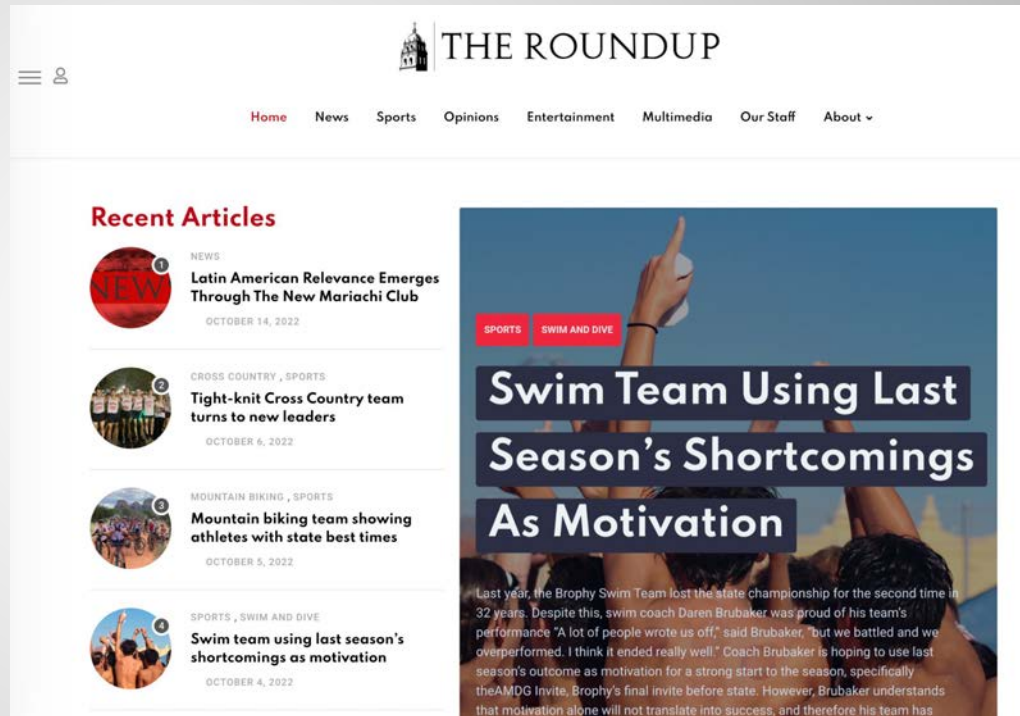 THE ROUNDUP
Home News Sports Opinions Entertainment Multimedia Our Staff About
Recent Articles
NEW
1
NEWS
Latin American Relevance Emerges
Through The New Mariachi Club
OCTOBER 14, 2022
2
CROSS COUNTRY , SPORTS
Tight-knit Cross Country team
turns to new leaders
OCTOBER 6, 2022
3
MOUNTAIN BIKING , SPORTS
Mountain biking team showing
athletes with state best times
OCTOBER 5, 2022
4
SPORTS , SWIM AND DIVE
Swim team using last season's
shortcomings as motivation
OCTOBER 4, 2022
SPORTS SWIM AND DIVE
Swim Team Using Last
Season's Shortcomings
As Motivation
Last year, the Brophy Swim Team lost the state championship for the second time in
32 years. Despite this, swim coach Daren Brubaker was proud of his team's
performance "A lot of people wrote us off," said Brubaker, "but we battled and we
overperformed. I think it ended really well." Coach Brubaker is hoping to use last
season's outcome as motivation for a strong start to the season, specifically
theAMDG Invite, Brophy's final invite before state. However, Brubaker understands
that motivation alone will not translate into success, and therefore his team has